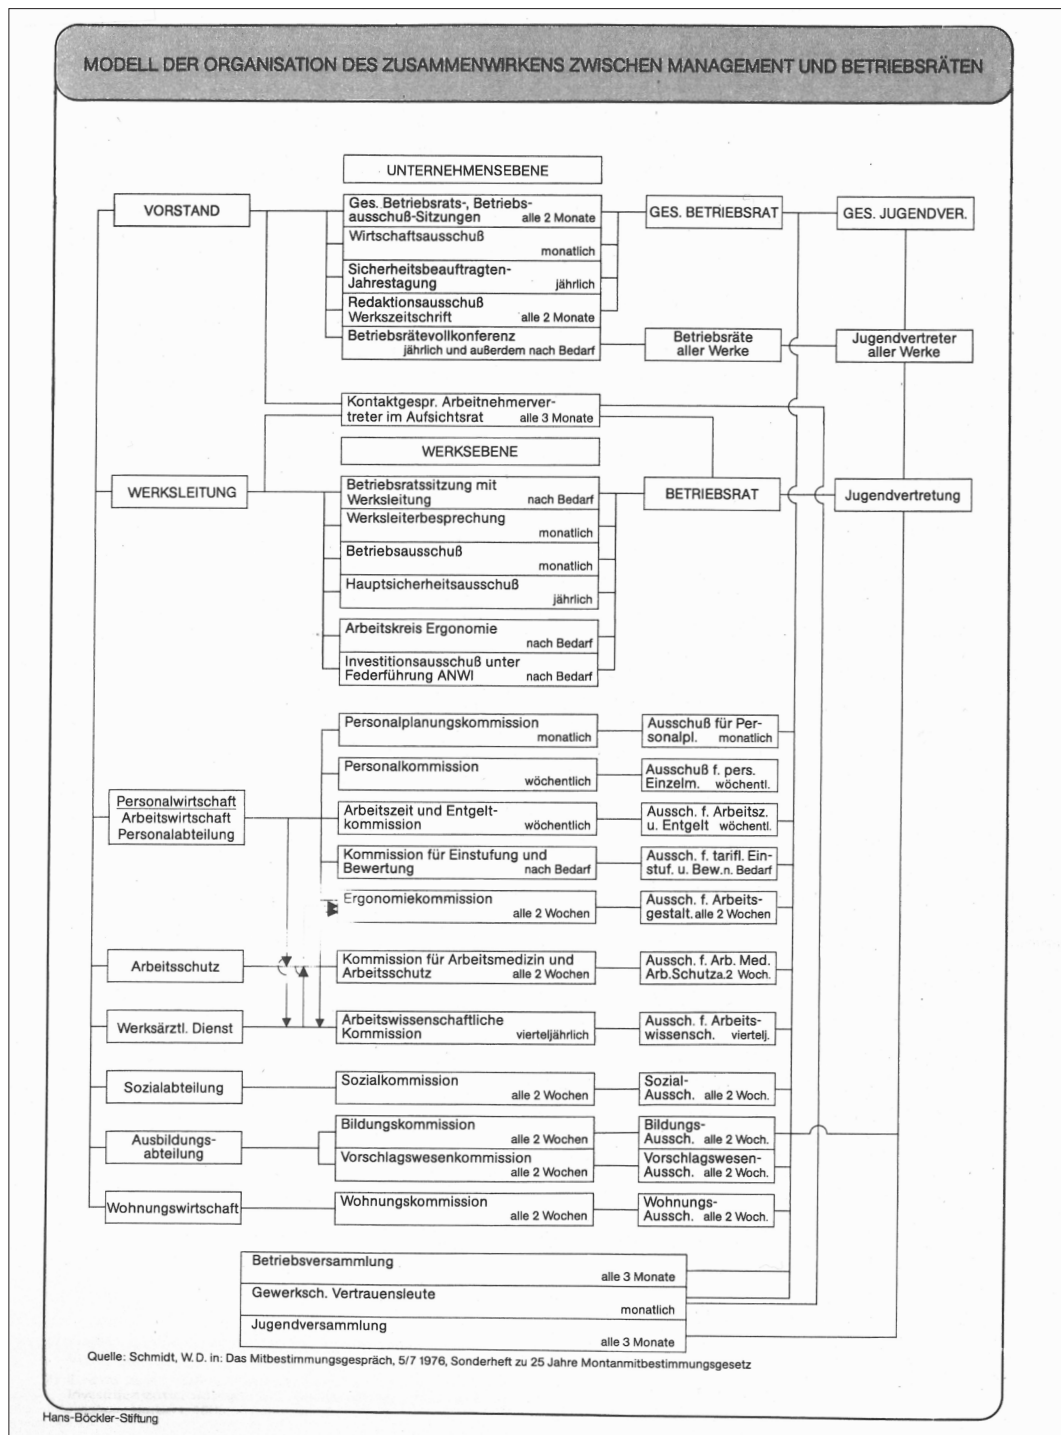 MODELL DER ORGANISATION DES ZUSAMMENWIRKENS ZWISCHEN MANAGEMENT UND BETRIEBSRÄTEN
UNTERNEHMENSEBENE
VORSTAND
Ges. Betriebsrats-, Betriebs-
ausschuß-Sitzungen alle 2 Monate
GES. BETRIEBSRAT
GES. JUGENDVER.
Wirtschaftsausschuß
monatlich
Sicherheitsbeauftragten-
Jahrestagung jährlich
Redaktionsausschuß
Werkszeitschrift alle 2 Monate
Betriebsrätevollkonferenz
jährlich und außerdem nach Bedarf
Betriebsräte
aller Werke
Jugendvertreter
aller Werke
Kontaktgespr. Arbeitnehmerver-
treter im Aufsichtsrat alle 3 Monate
WERKSEBENE
WERKSLEITUNG
Betriebsratssitzung mit
Werksleitung nach Bedarf
BETRIEBSRAT
Jugendvertretung
Werksleiterbesprechung
monatlich
Betriebsausschuß
monatlich
Hauptsicherheitsausschuß
jährlich
Arbeitskreis Ergonomie
nach Bedarf
Investitionsausschuß unter
Federführung ANWI nach Bedarf
Personalplanungskommission
monatlich
Ausschuß für Per-
sonalpl. monatlich
Personalkommission
wöchentlich
Ausschuß f. pers.
Einzelm. wöchentl.
Personalwirtschaft
Arbeitswirtschaft
Personalabteilung
Arbeitszeit und Entgelt-
kommission wöchentlich
Aussch. f. Arbeitsz.
u. Entgelt wöchentl.
Kommission für Einstufung und
Bewertung nach Bedarf
Aussch. f. tarifl. Ein-
stuf. u. Bew.n. Bedarf
Ergonomiekommission
alle 2 Wochen
Aussch. f. Arbeits-
gestalt. alle 2 Wochen
Arbeitsschutz
Kommission für Arbeitsmedizin und
Arbeitsschutz alle 2 Wochen
Aussch. f. Arb. Med.
Arb.Schutza.2 Woch.
Werksärztl. Dienst
Arbeitswissenschaftliche
Kommission vierteljährlich
Aussch. f. Arbeits-
wissensch. viertelj.
Sozialabteilung
Sozialkommission
alle 2 Wochen
Sozial-
Aussch. alle 2 Woch.
Ausbildungs-
abteilung
Bildungskommission
alle 2 Wochen
Bildungs-
Aussch. alle 2 Woch.
Vorschlagswesenkommission
alle 2 Wochen
Vorschlagswesen-
Aussch. alle 2 Woch.
Wohnungswirtschaft
Wohnungskommission
alle 2 Wochen
Wohnungs-
Aussch. alle 2 Woch.
Betriebsversammlung
alle 3 Monate
Gewerksch. Vertrauensleute
monatlich
Jugendversammlung
alle 3 Monate
Quelle: Schmidt, W. D. in: Das Mitbestimmungsgespräch, 5/7 1976, Sonderheft zu 25 Jahre Montanmitbestimmungsgesetz
Hans-Böckler-Stiftung